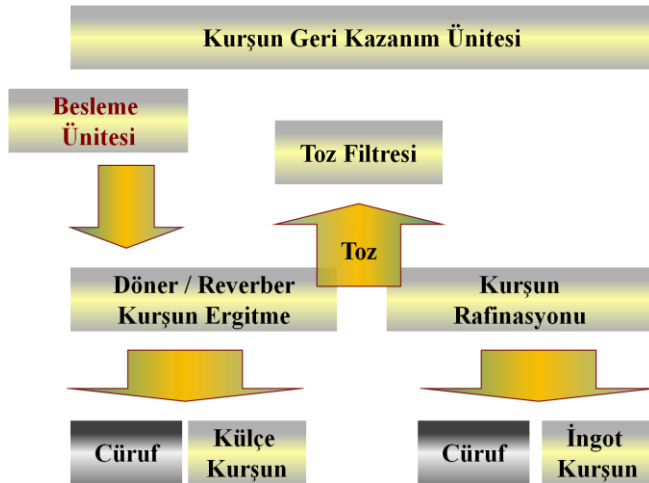 Kurşun Geri Kazanım Ünitesi
Besleme
Ünitesi
Toz Filtresi
Toz
Döner / Reverber
Kurşun Ergitme
Kurşun
Rafinasyonu
Cüruf
Külçe
Kurşun
Cüruf
İngot
Kurşun